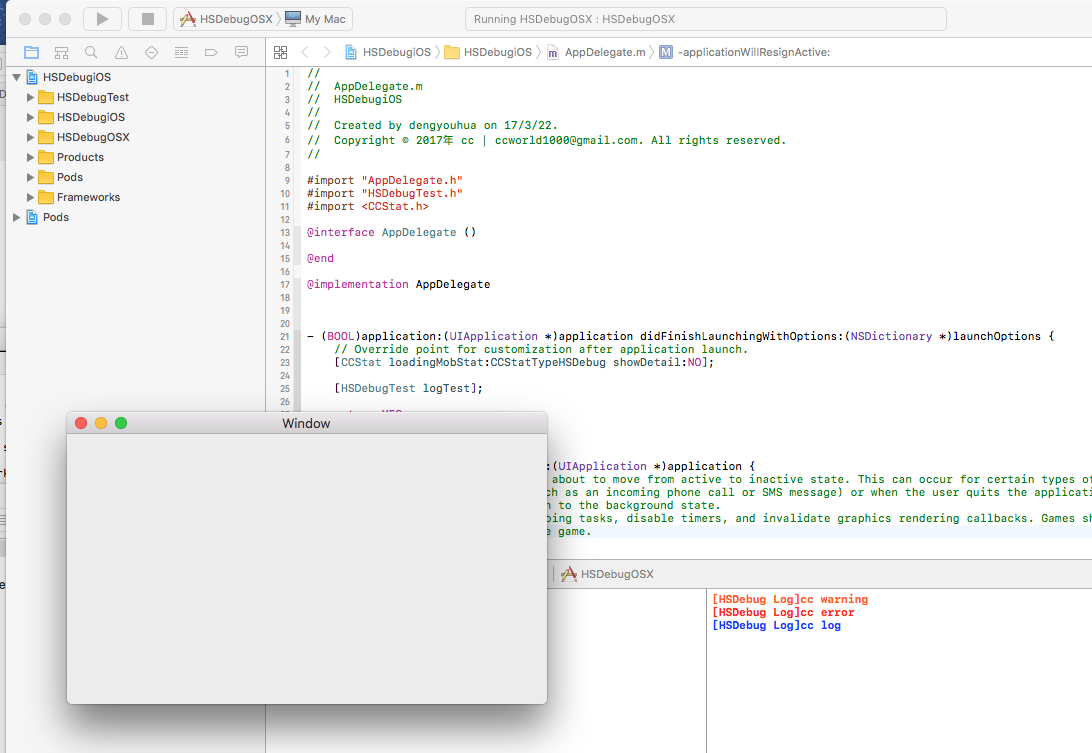 HSDebugOSX
My Mac
Running HSDebugOSX : HSDebugOSX
HSDebugiOS
HSDebugiOS
AppDelegate.m
M
-applicationWillResignActive:
HSDebugiOS
HSDebugTest
HSDebugiOS
HSDebugOSX
Products
Pods
Frameworks
Pods
1 //
2 //  AppDelegate.m
3 //  HSDebugiOS
4 //
5 //  Created by dengyouhua on 17/3/22.
6 //  Copyright © 2017年 cc | ccworld1000@gmail.com. All rights reserved.
7 //
8
9 #import "AppDelegate.h"
10 #import "HSDebugTest.h"
11 #import <CCStat.h>
12
13 @interface AppDelegate ()
14
15 @end
16
17 @implementation AppDelegate
18
19
20
21 - (BOOL)application:(UIApplication *)application didFinishLaunchingWithOptions:(NSDictionary *)launchOptions {
22     // Override point for customization after application launch.
23     [CCStat loadingMobStat:CCStatTypeHSDebug showDetail:NO];
24
25     [HSDebugTest logTest];
26
Window
:(UIApplication *)application {
about to move from active to inactive state. This can occur for certain types of
ch as an incoming phone call or SMS message) or when the user quits the applicati
n to the background state.
oing tasks, disable timers, and invalidate graphics rendering callbacks. Games sh
e game.
HSDebugOSX
[HSDebug Log]cc warning
[HSDebug Log]cc error
[HSDebug Log]cc log